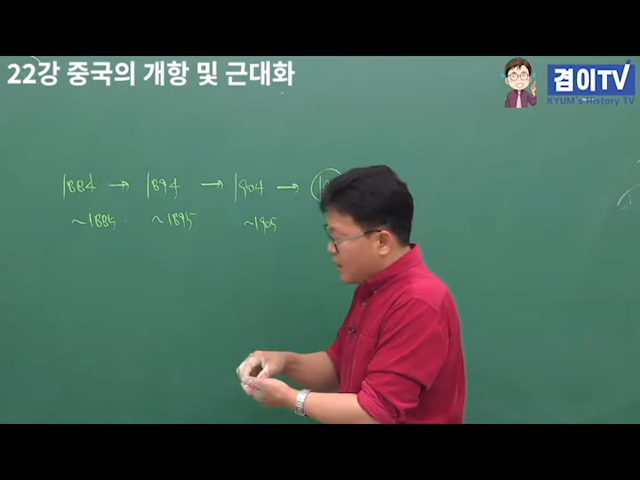 22강 중국의 개항 및 근대화
겸이TV
KYUM's History TV
1884 → 1894 → 1904 →
~1885 ~1895 ~1905